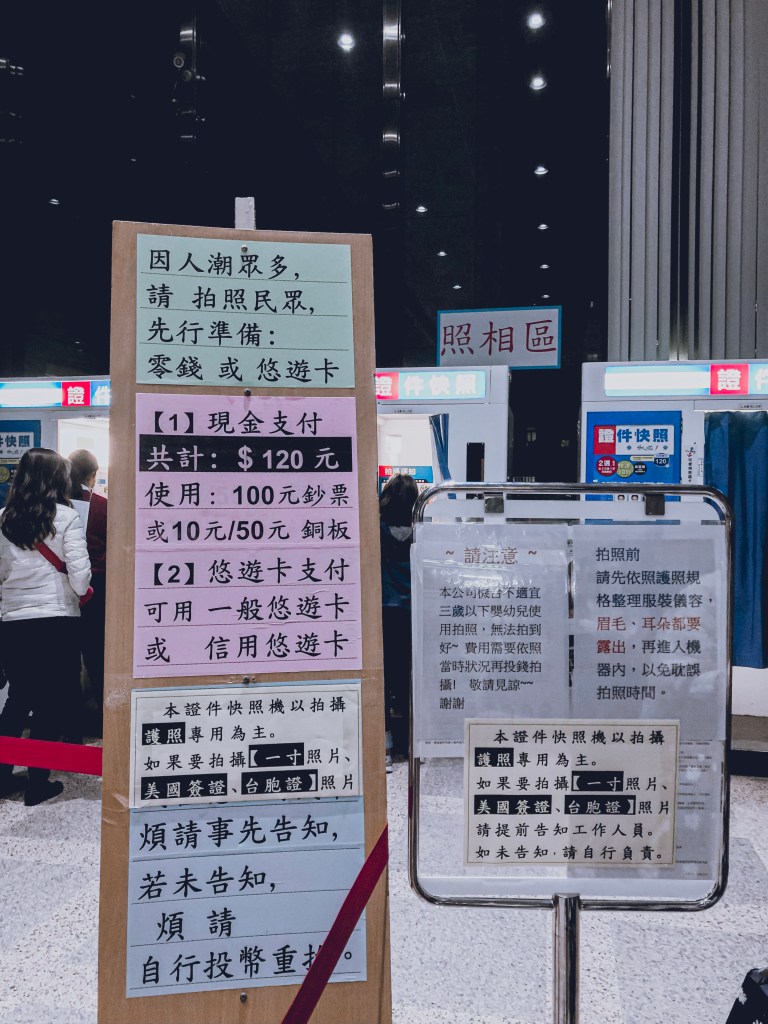 因人潮眾多,
請 拍照民眾,
先行準備:
零錢 或 悠遊卡
【1】現金支付
共計: $120 元
使用: 100元鈔票
或10元/50元 銅板
【2】悠遊卡支付
可用 一般悠遊卡
或 信用悠遊卡
本證件快照機以拍攝
護照專用為主。
如果要拍攝【一寸照片、
美國簽證、台胞證】照片
煩請事先告知,
若未告知,
煩 請
自行投幣重
照相區
證
件快照
證
證件快照
120
~ 請注意 ~
本公司機台不適宜
三歲以下嬰幼兒使
用拍照,無法拍到
好~ 費用需要依照
當時狀況再投錢拍
攝! 敬請見諒~~
謝謝
拍照前
請先依照護照規
格整理服裝儀容,
眉毛、耳朵都要
露出,再進入機
器內,以免耽誤
拍照時間。
本證件快照機以拍攝
護照專用為主。
如果要拍攝【一寸照片、
美國簽證、台胞證】照片
請提前告知工作人員。
如未告知,請自行負責。